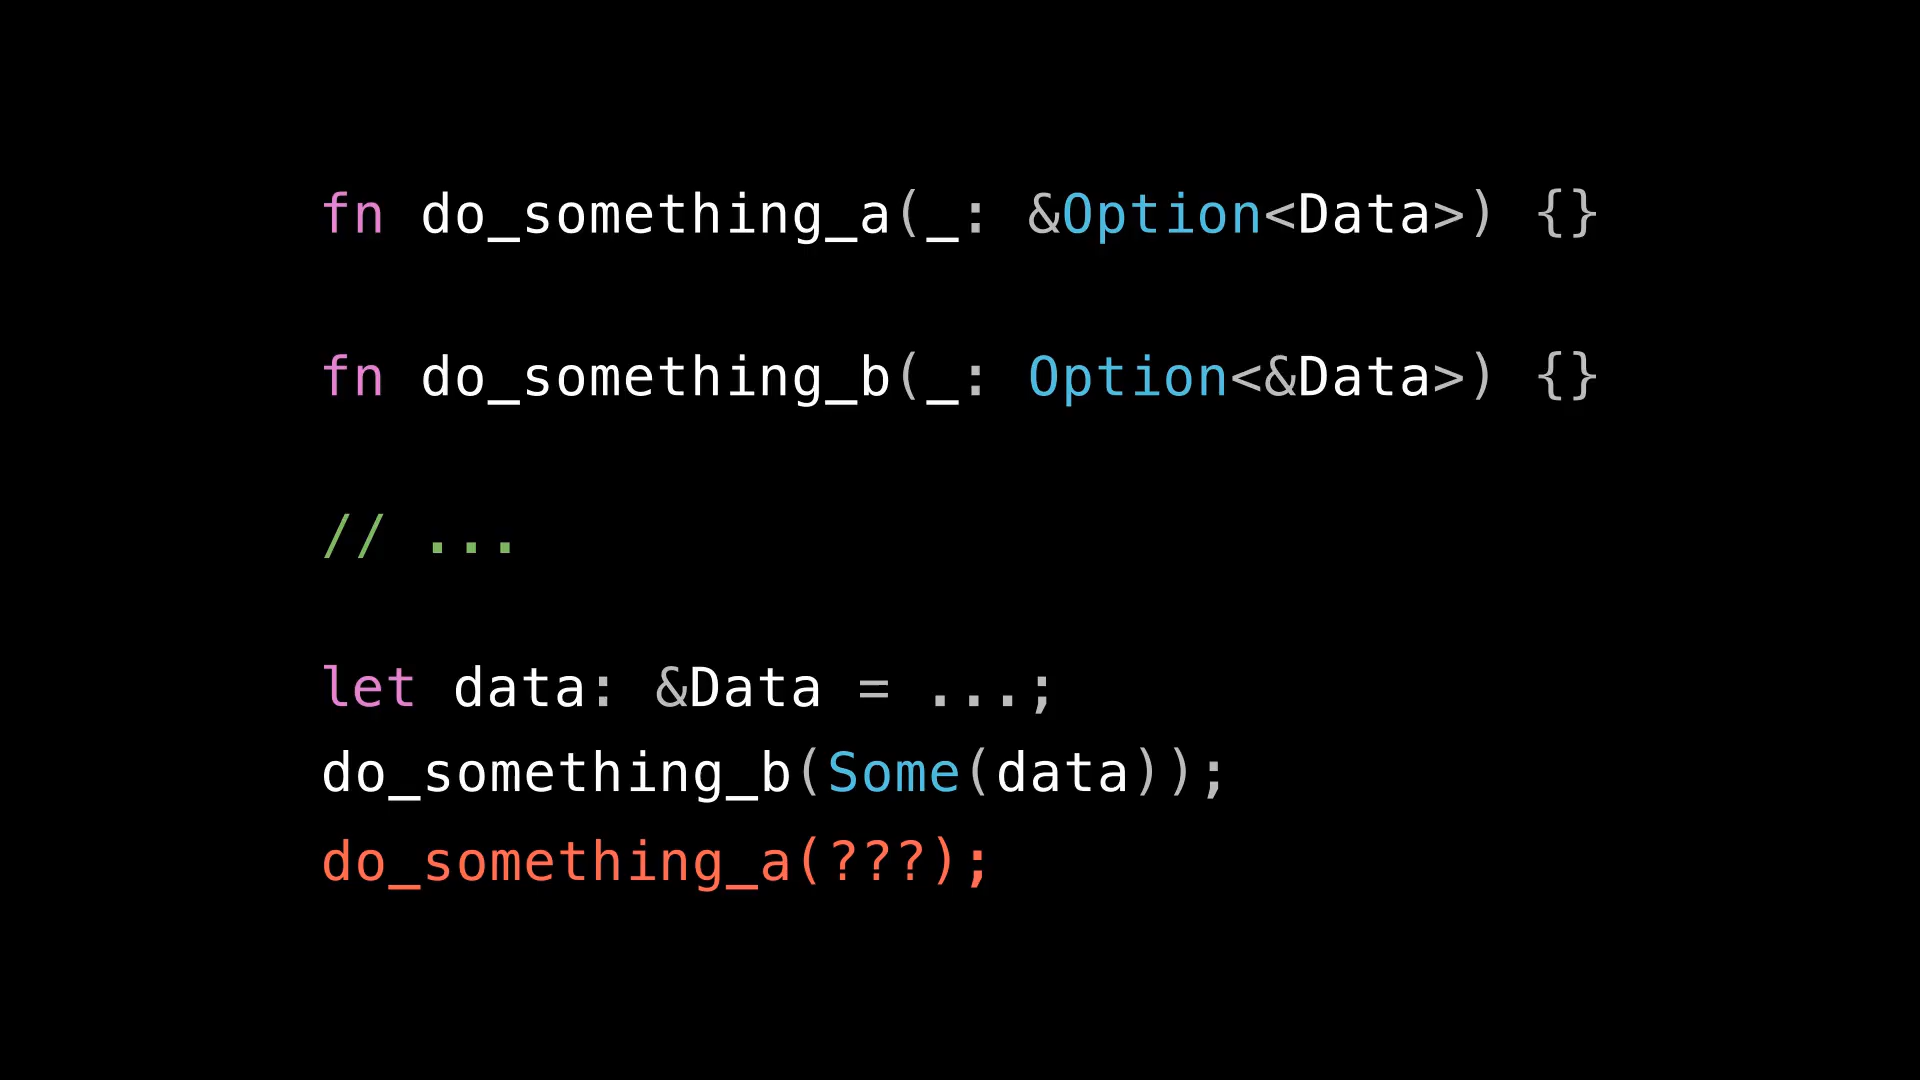 fn do_something_a(_: &Option<Data>) {}
fn do_something_b(_: Option<&Data>) {}
// ...
let data: &Data = ...;
do_something_b(Some(data));
do_something_a(???);